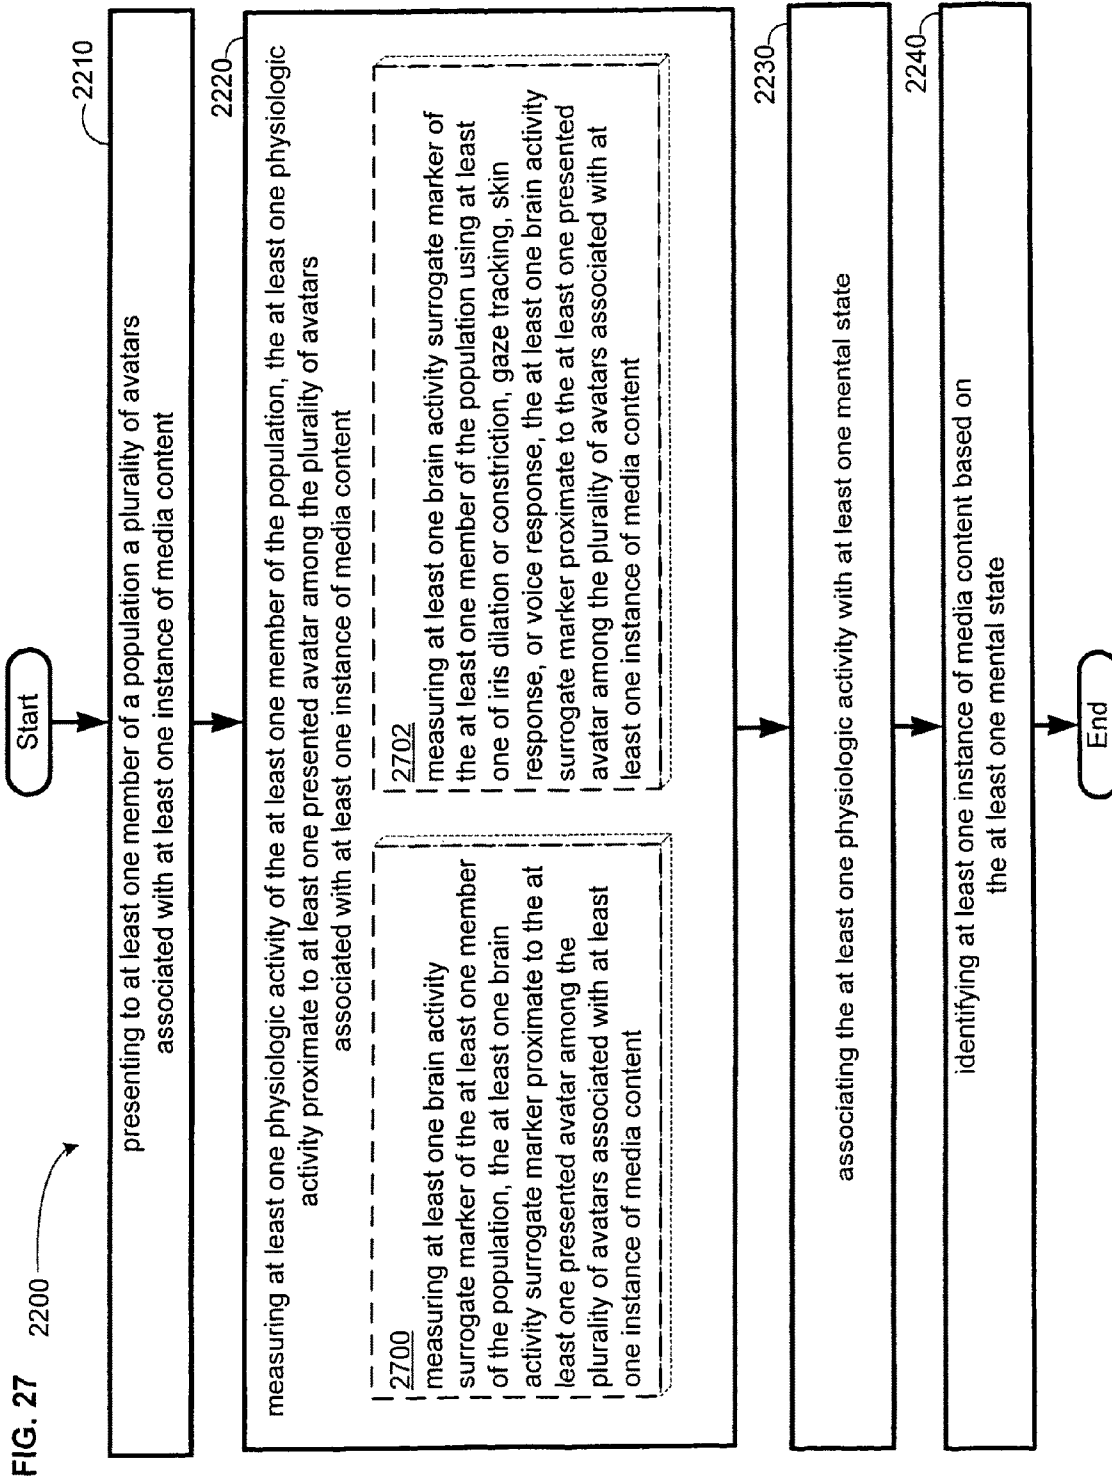 FIG. 27
2200
Start
2210
presenting to at least one member of a population a plurality of avatars
associated with at least one instance of media content
2220
measuring at least one physiologic activity of the at least one member of the population, the at least one physiologic
activity proximate to at least one presented avatar among the plurality of avatars
associated with at least one instance of media content
2700
measuring at least one brain activity
surrogate marker of the at least one member
of the population, the at least one brain
activity surrogate marker proximate to the at
least one presented avatar among the
plurality of avatars associated with at least
one instance of media content
2702
measuring at least one brain activity surrogate marker of
the at least one member of the population using at least
one of iris dilation or constriction, gaze tracking, skin
response, or voice response, the at least one brain activity
surrogate marker proximate to the at least one presented
avatar among the plurality of avatars associated with at
least one instance of media content
2230
associating the at least one physiologic activity with at least one mental state
2240
identifying at least one instance of media content based on
the at least one mental state
End